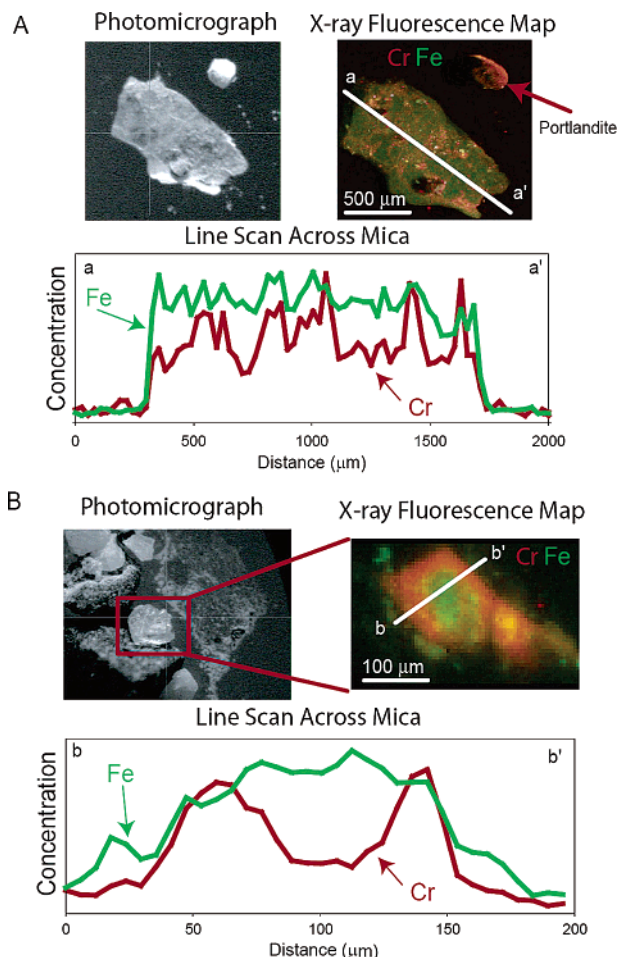 A
Photomicrograph
X-ray Fluorescence Map
Cr Fe
a
Portlandite
a'
500 μm
Line Scan Across Mica
a
a'
Fe
Cr
Concentration
0
500
1000
1500
2000
Distance (μm)
B
Photomicrograph
X-ray Fluorescence Map
b'
Cr Fe
b
100 μm
Line Scan Across Mica
b
b'
Fe
Cr
Concentration
0
50
100
150
200
Distance (μm)